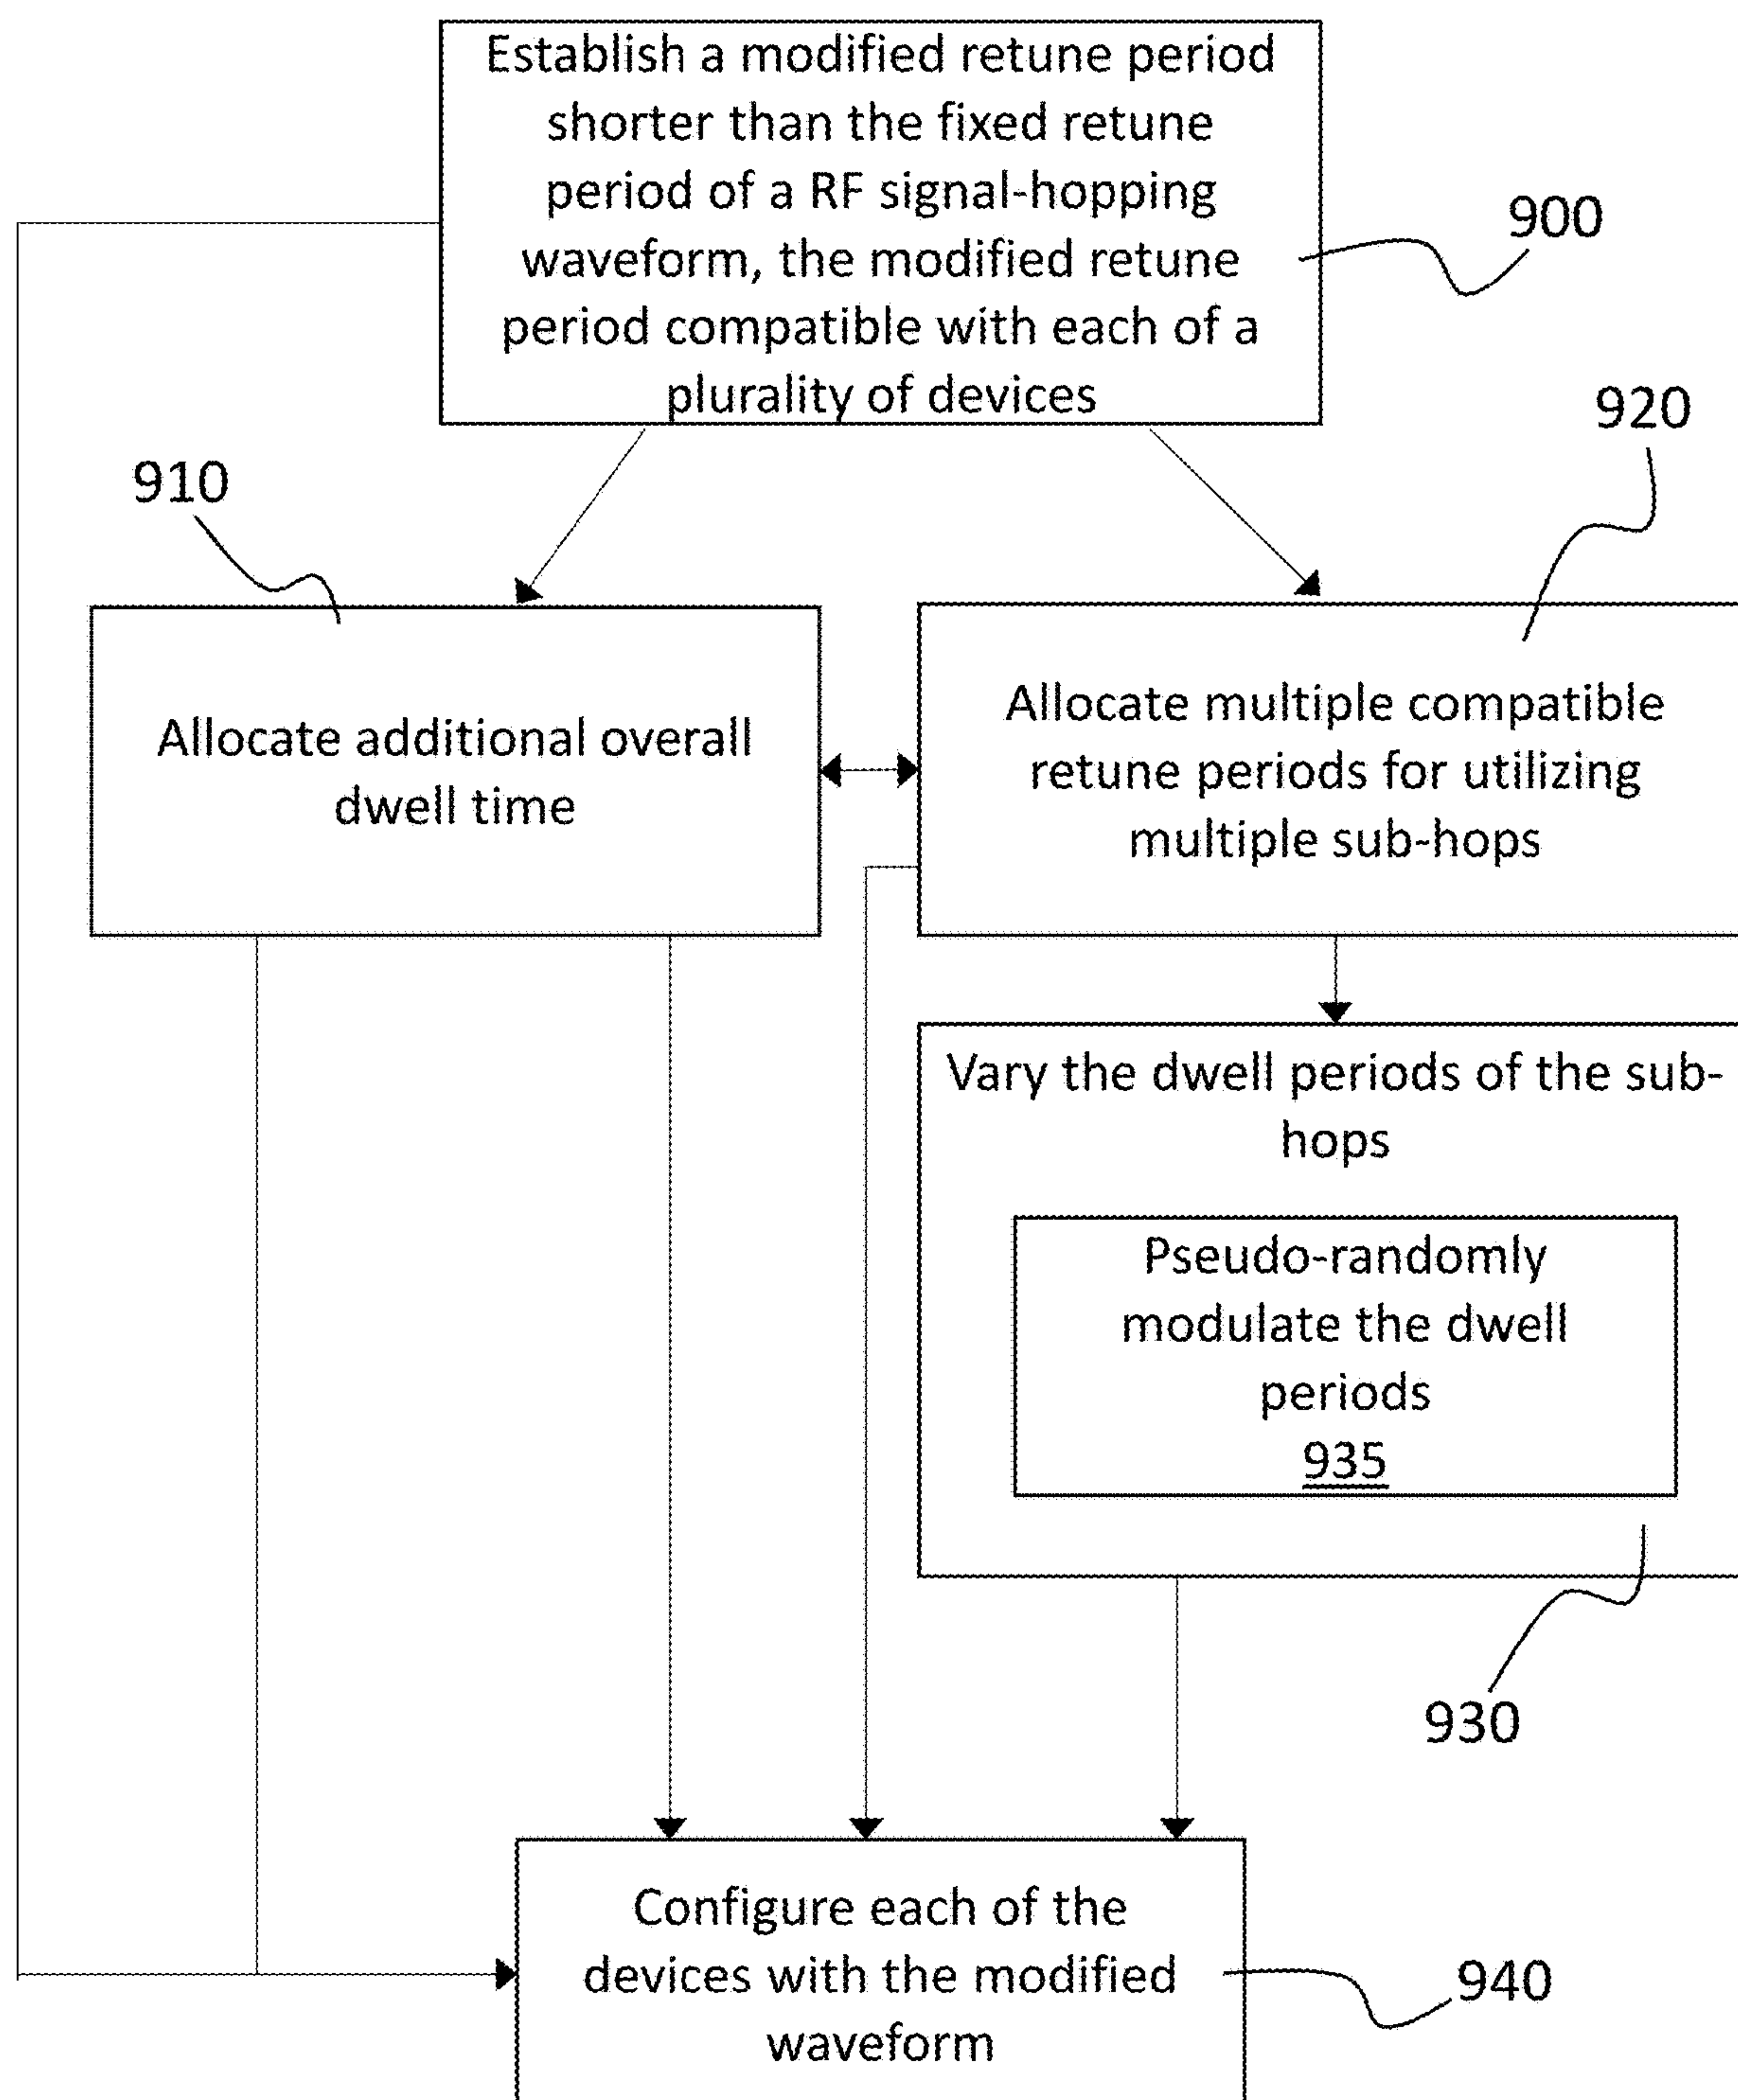 Establish a modified retune period
shorter than the fixed retune
period of a RF signal-hopping
waveform, the modified retune
period compatible with each of a
plurality of devices
900
920
910
Allocate additional overall
dwell time
Allocate multiple compatible
retune periods for utilizing
multiple sub-hops
Vary the dwell periods of the sub-
hops
Pseudo-randomly
modulate the dwell
periods
935
930
Configure each of the
devices with the modified
waveform
940